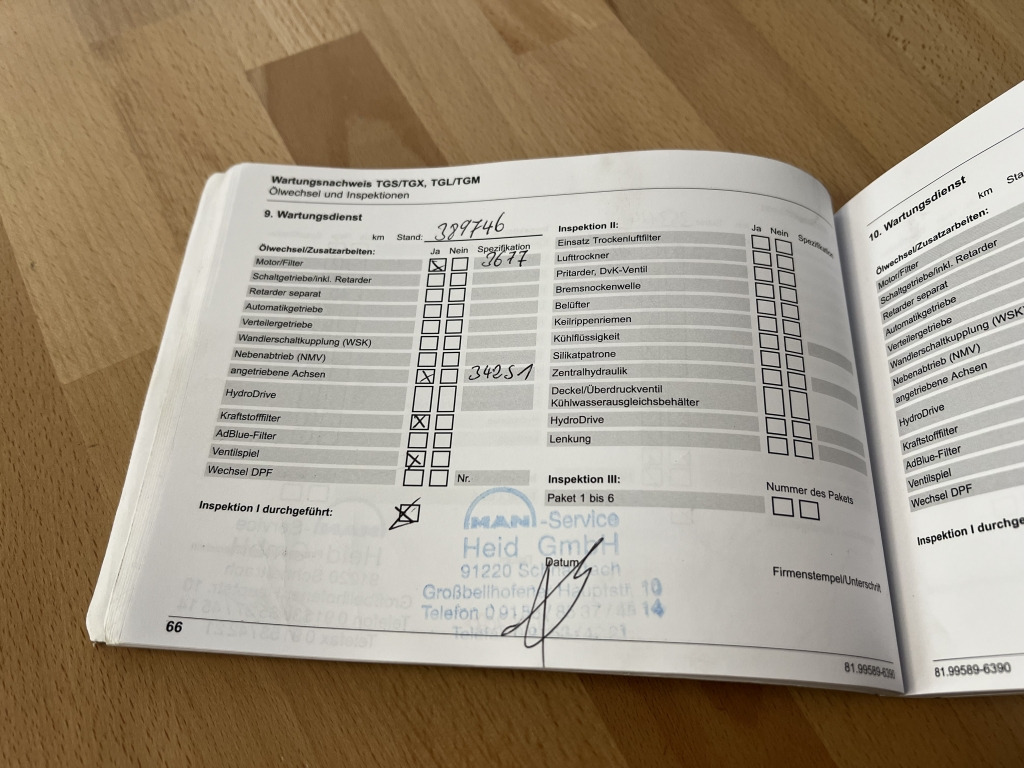 Wartungsnachweis TGS/TGX, TGL/TGM
Ölwechsel und Inspektionen
9. Wartungsdienst
km Stand: 389746
Ölwechsel/Zusatzarbeiten: Ja Nein Spezifikation
Motor/Filter 3677
Schaltgetriebe/inkl. Retarder
Retarder separat
Automatikgetriebe
Verteilergetriebe
Wandlerschaltkupplung (WSK)
Nebenabtrieb (NMV)
angetriebene Achsen 342S1
HydroDrive
Kraftstofffilter
AdBlue-Filter
Ventilspiel
Wechsel DPF Nr.
Inspektion I durchgeführt:
Inspektion II: Ja Nein Spezifikation
Einsatz Trockenluftfilter
Lufttrockner
Pritarder, DvK-Ventil
Bremsnockenwelle
Belüfter
Keilrippenriemen
Kühlflüssigkeit
Silikatpatrone
Zentralhydraulik
Deckel/Überdruckventil
Kühlwasserausgleichsbehälter
HydroDrive
Lenkung
Inspektion III: Nummer des Pakets
Paket 1 bis 6
MAN-Service
Heid GmbH
91220
Großbellhofener Hauptstr. 10
Telefon 14
Datum
Firmenstempel/Unterschrift
66
81.99589-6390
10. Wartungsdienst
km
Ölwechsel/Zusatzarbeiten:
Motor/Filter
Schaltgetriebe/inkl. Retarder
Retarder separat
Automatikgetriebe
Verteilergetriebe
Wandlerschaltkupplung (WSK
Nebenabtrieb (NMV)
angetriebene Achsen
HydroDrive
Kraftstofffilter
AdBlue-Filter
Ventilspiel
Wechsel DPF
Inspektion I durchge
81.99589-6390